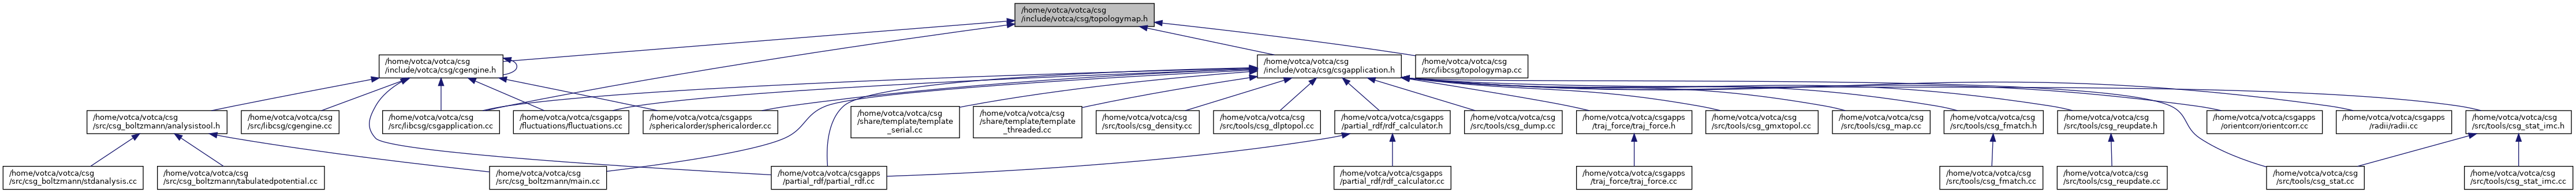 /home/votca/votca/csg
/include/votca/csg/topologymap.h
/home/votca/votca/csg
/include/votca/csg/cgengine.h
/home/votca/votca/csg
/include/votca/csg/csgapplication.h
/home/votca/votca/csg
/src/libcsg/topologymap.cc
/home/votca/votca/csg
/src/csg_boltzmann/analysistool.h
/home/votca/votca/csg
/src/libcsg/cgengine.cc
/home/votca/votca/csg
/src/libcsg/csgapplication.cc
/home/votca/votca/csgapps
/fluctuations/fluctuations.cc
/home/votca/votca/csgapps
/sphericalorder/sphericalorder.cc
/home/votca/votca/csg
/share/template/template
_serial.cc
/home/votca/votca/csg
/share/template/template
_threaded.cc
/home/votca/votca/csg
/src/tools/csg_density.cc
/home/votca/votca/csg
/src/tools/csg_dlptopol.cc
/home/votca/votca/csgapps
/partial_rdf/rdf_calculator.h
/home/votca/votca/csg
/src/tools/csg_dump.cc
/home/votca/votca/csgapps
/traj_force/traj_force.h
/home/votca/votca/csg
/src/tools/csg_gmxtopol.cc
/home/votca/votca/csg
/src/tools/csg_map.cc
/home/votca/votca/csg
/src/tools/csg_fmatch.h
/home/votca/votca/csg
/src/tools/csg_reupdate.h
/home/votca/votca/csgapps
/orientcorr/orientcorr.cc
/home/votca/votca/csgapps
/radii/radii.cc
/home/votca/votca/csg
/src/tools/csg_stat_imc.h
/home/votca/votca/csg
/src/csg_boltzmann/stdanalysis.cc
/home/votca/votca/csg
/src/csg_boltzmann/tabulatedpotential.cc
/home/votca/votca/csg
/src/csg_boltzmann/main.cc
/home/votca/votca/csgapps
/partial_rdf/partial_rdf.cc
/home/votca/votca/csgapps
/partial_rdf/rdf_calculator.cc
/home/votca/votca/csgapps
/traj_force/traj_force.cc
/home/votca/votca/csg
/src/tools/csg_fmatch.cc
/home/votca/votca/csg
/src/tools/csg_reupdate.cc
/home/votca/votca/csg
/src/tools/csg_stat.cc
/home/votca/votca/csg
/src/tools/csg_stat_imc.cc